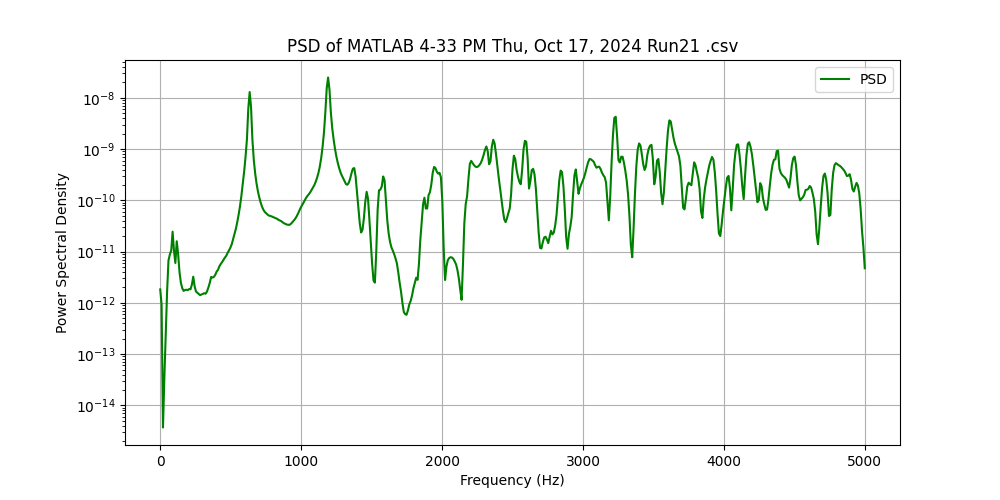 PSD of MATLAB 4-33 PM Thu, Oct 17, 2024 Run21 .csv
PSD
Power Spectral Density
10⁻⁸
10⁻⁹
10⁻¹⁰
10⁻¹¹
10⁻¹²
10⁻¹³
10⁻¹⁴
0 1000 2000 3000 4000 5000
Frequency (Hz)